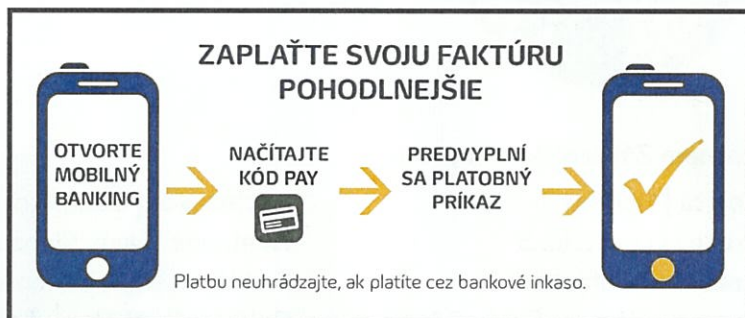 ZAPLAŤTE SVOJU FAKTÚRU
POHODLNEJŠIE
OTVORTE
MOBILNÝ
BANKING
NAČÍTAJTE
KÓD PAY
PREDVYPLNÍ
SA PLATOBNÝ
PRÍKAZ
Platbu neuhrádzajte, ak platíte cez bankové inkaso.